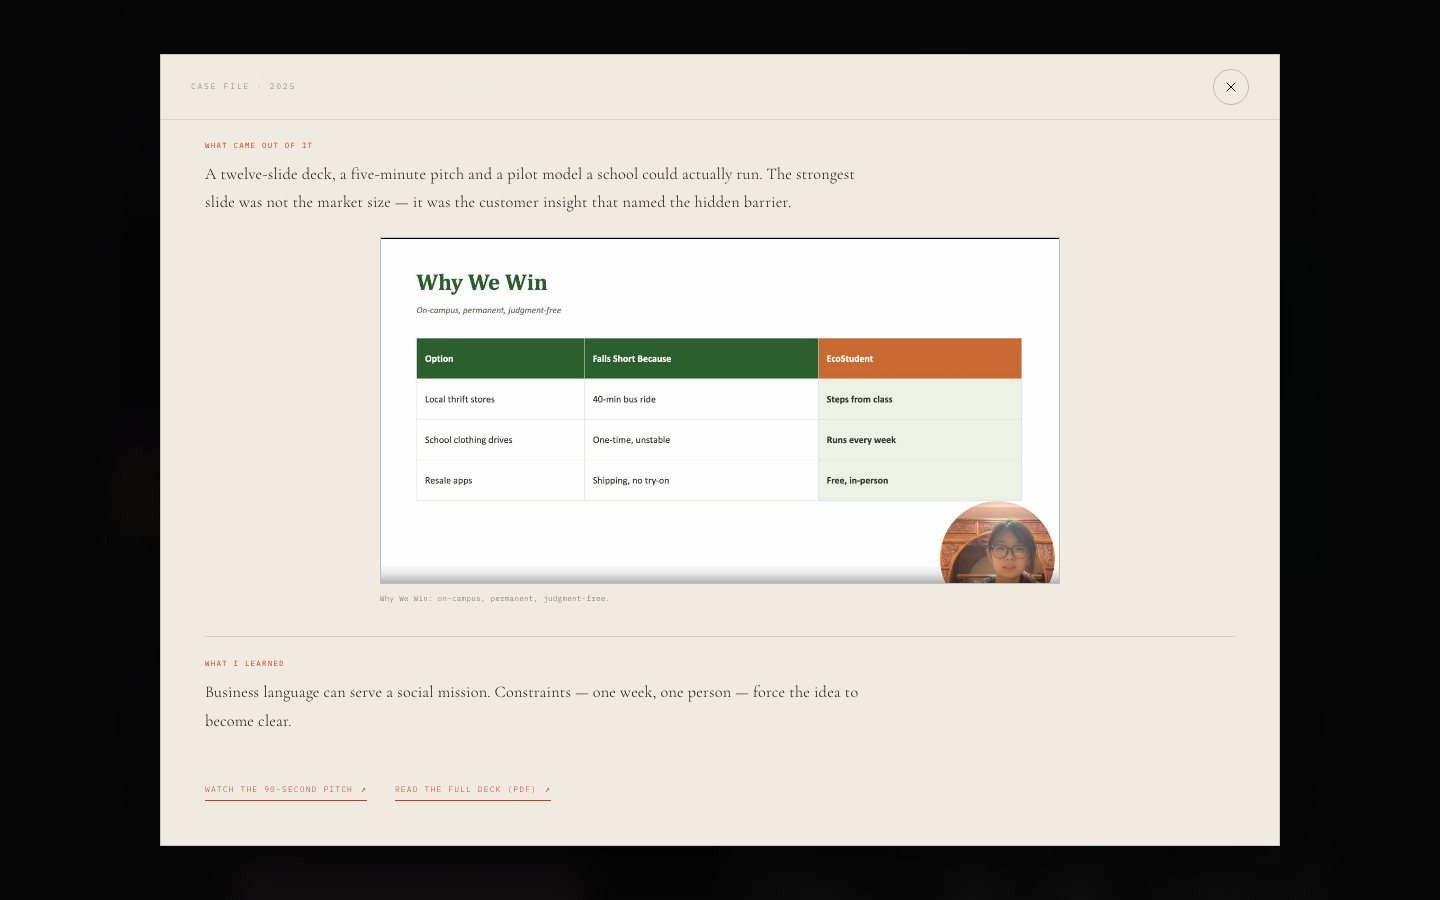 CASE FILE · 2025
WHAT CAME OUT OF IT
A twelve-slide deck, a five-minute pitch and a pilot model a school could actually run. The strongest
slide was not the market size — it was the customer insight that named the hidden barrier.
Why We Win
On-campus, permanent, judgment-free
Option Falls Short Because EcoStudent
Local thrift stores 40-min bus ride Steps from class
School clothing drives One-time, unstable Runs every week
Resale apps Shipping, no try-on Free, in-person
Why We Win: on-campus, permanent, judgment-free.
WHAT I LEARNED
Business language can serve a social mission. Constraints — one week, one person — force the idea to
become clear.
WATCH THE 90-SECOND PITCH ↗ READ THE FULL DECK (PDF) ↗